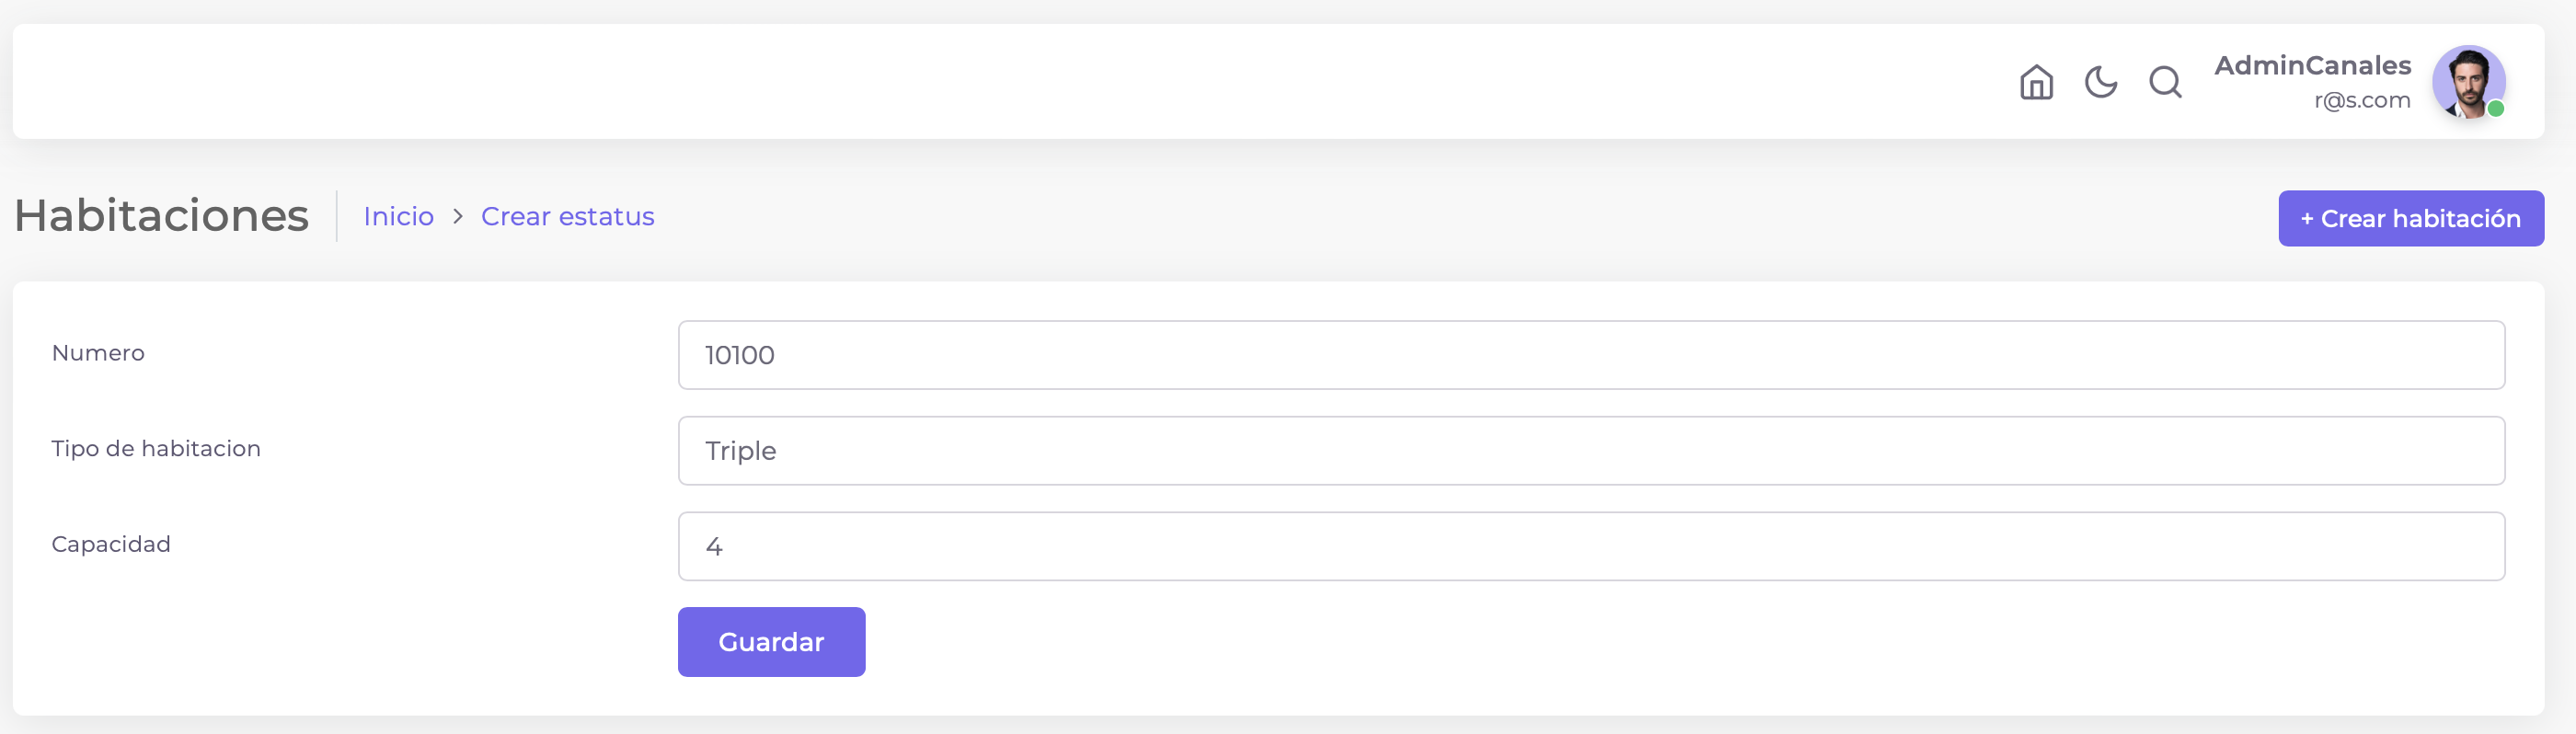 AdminCanales
r@s.com
Habitaciones
Inicio > Crear estatus
+ Crear habitación
Numero
10100
Tipo de habitacion
Triple
Capacidad
4
Guardar